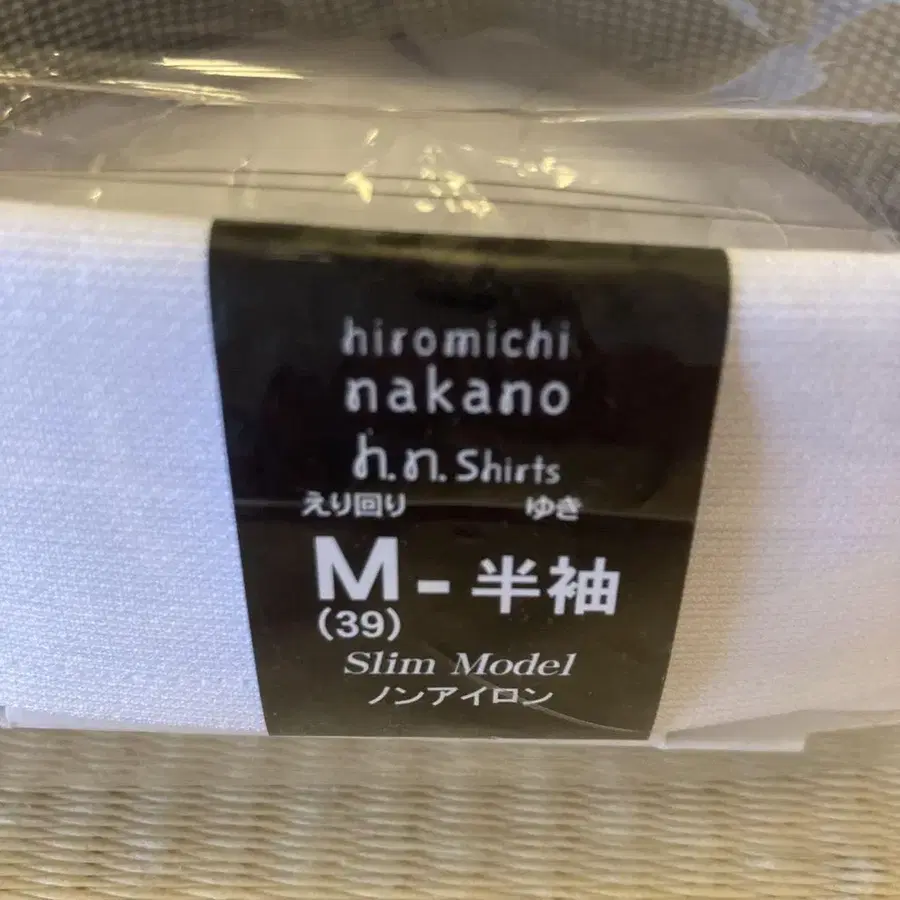 hiromichi
nakano
h.n. Shirts
えり回り ゆき
M - 半袖
(39)
Slim Model
ノンアイロン